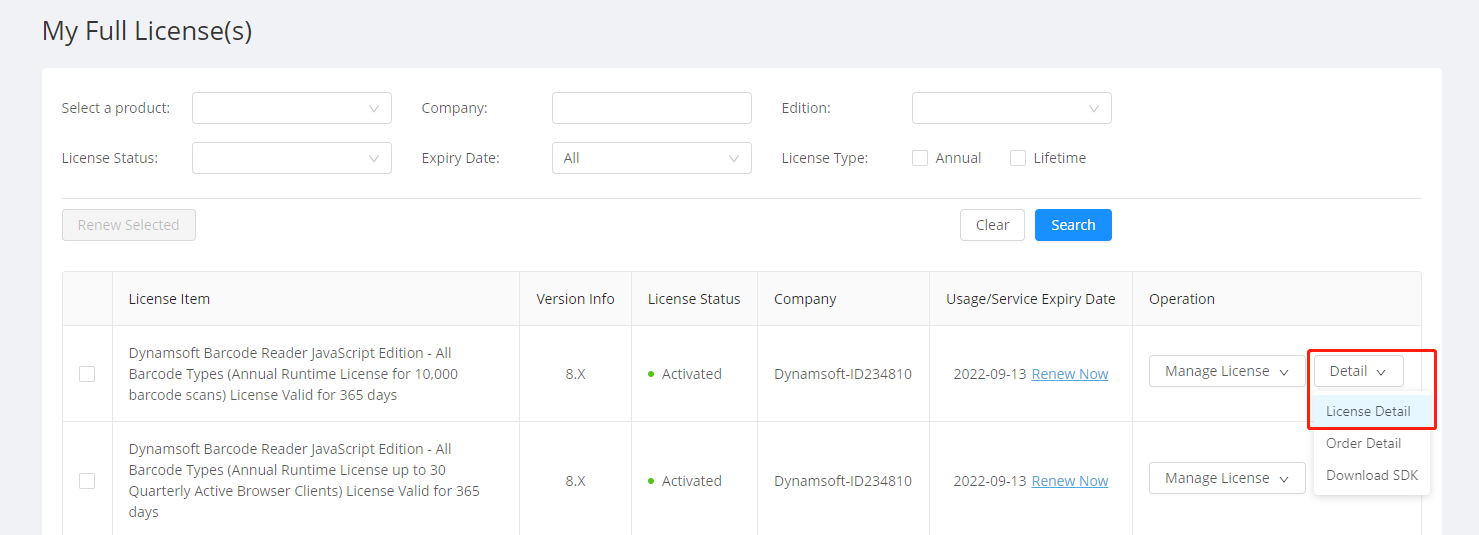 My Full License(s)
Select a product:
Company:
Edition:
License Status:
Expiry Date:
All
License Type:
Annual
Lifetime
Renew Selected
Clear
Search
License Item
Version Info
License Status
Company
Usage/Service Expiry Date
Operation
Dynamsoft Barcode Reader JavaScript Edition - All
Barcode Types (Annual Runtime License for 10,000
barcode scans) License Valid for 365 days
8.X
Activated
Dynamsoft-ID234810
2022-09-13 Renew Now
Manage License
Detail
License Detail
Order Detail
Download SDK
Dynamsoft Barcode Reader JavaScript Edition - All
Barcode Types (Annual Runtime License up to 30
Quarterly Active Browser Clients) License Valid for 365
days
8.X
Activated
Dynamsoft-ID234810
2022-09-13 Renew Now
Manage License